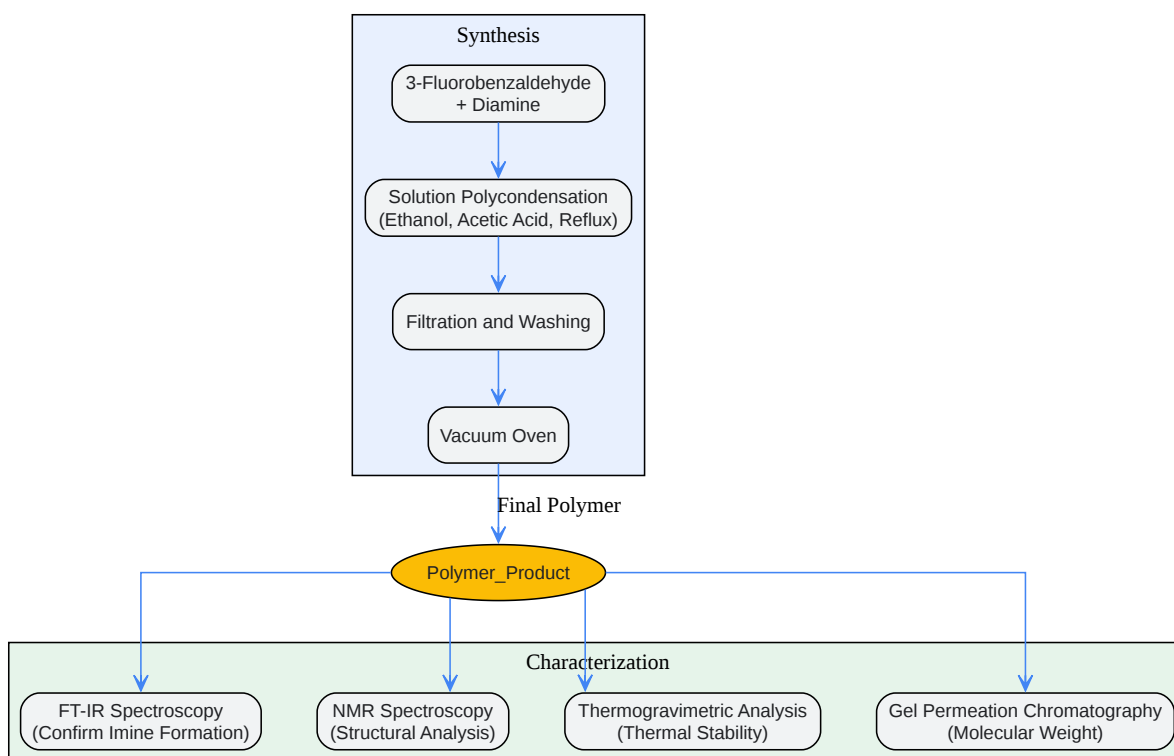 Synthesis
3-Fluorobenzaldehyde
+ Diamine
Solution Polycondensation
(Ethanol, Acetic Acid, Reflux)
Filtration and Washing
Vacuum Oven
Final Polymer
Polymer_Product
Characterization
FT-IR Spectroscopy
(Confirm Imine Formation)
NMR Spectroscopy
(Structural Analysis)
Thermogravimetric Analysis
(Thermal Stability)
Gel Permeation Chromatography
(Molecular Weight)